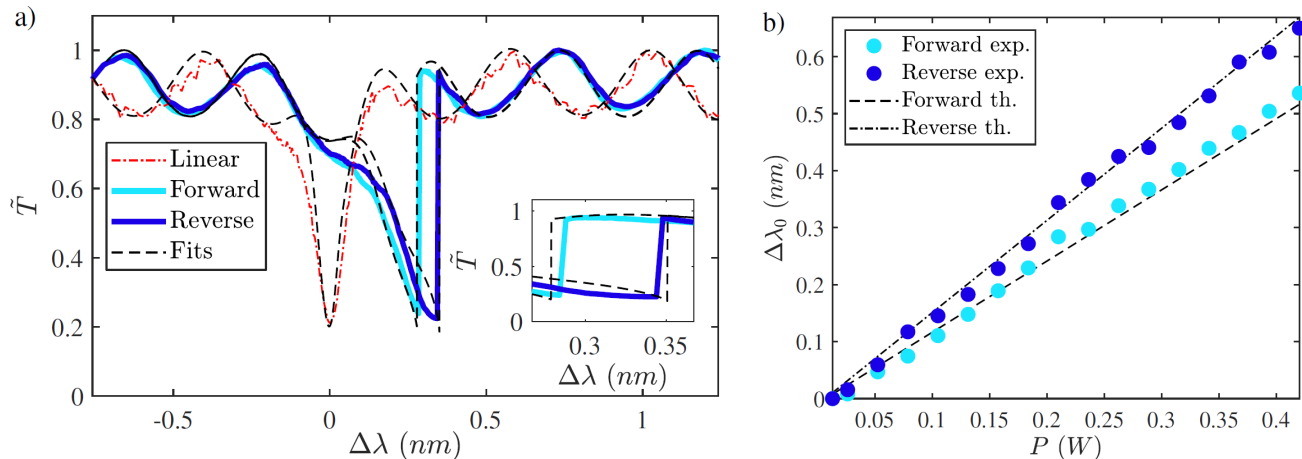 a)
1
0.8
0.6
0.4
0.2
0
T̃
Linear
Forward
Reverse
Fits
-0.5
0
0.5
1
Δλ (nm)
1
0.5
0
T̃
0.3
0.35
Δλ (nm)
b)
0.6
0.5
0.4
0.3
0.2
0.1
0
Δλ₀ (nm)
Forward exp.
Reverse exp.
Forward th.
Reverse th.
0.05
0.1
0.15
0.2
0.25
0.3
0.35
0.4
P (W)